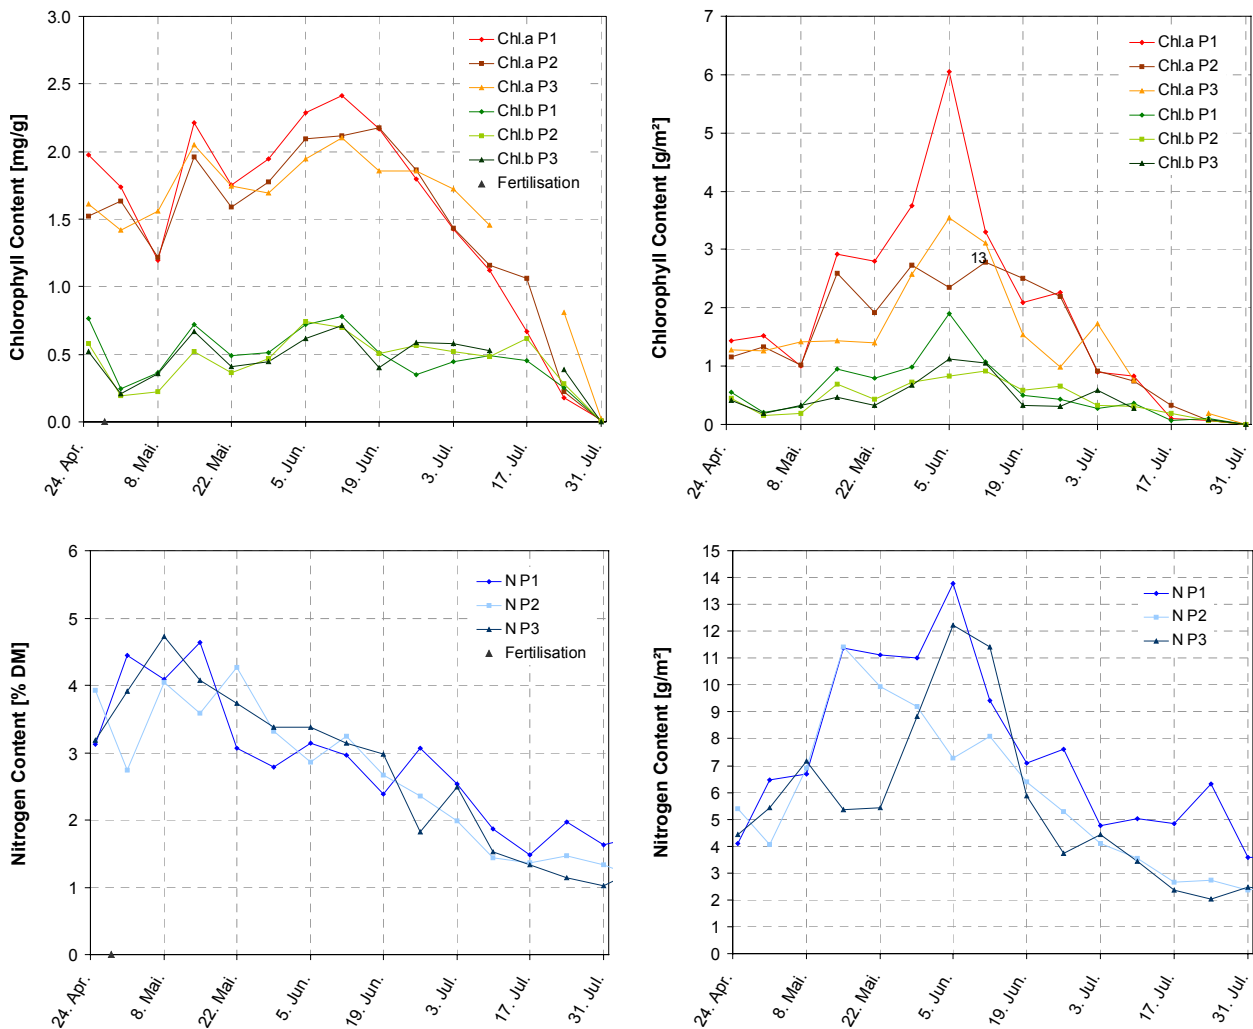 Chlorophyll Content [mg/g]
3.0
2.5
2.0
1.5
1.0
0.5
0.0
Chl.a P1
Chl.a P2
Chl.a P3
Chl.b P1
Chl.b P2
Chl.b P3
Fertilisation
24. Apr.
8. Mai.
22. Mai.
5. Jun.
19. Jun.
3. Jul.
17. Jul.
31. Jul.
Chlorophyll Content [g/m²]
7
6
5
4
3
2
1
0
Chl.a P1
Chl.a P2
Chl.a P3
Chl.b P1
Chl.b P2
Chl.b P3
13
24. Apr.
8. Mai.
22. Mai.
5. Jun.
19. Jun.
3. Jul.
17. Jul.
31. Jul.
Nitrogen Content [% DM]
6
5
4
3
2
1
0
N P1
N P2
N P3
Fertilisation
24. Apr.
8. Mai.
22. Mai.
5. Jun.
19. Jun.
3. Jul.
17. Jul.
31. Jul.
Nitrogen Content [g/m²]
15
14
13
12
11
10
9
8
7
6
5
4
3
2
1
0
N P1
N P2
N P3
24. Apr.
8. Mai.
22. Mai.
5. Jun.
19. Jun.
3. Jul.
17. Jul.
31. Jul.